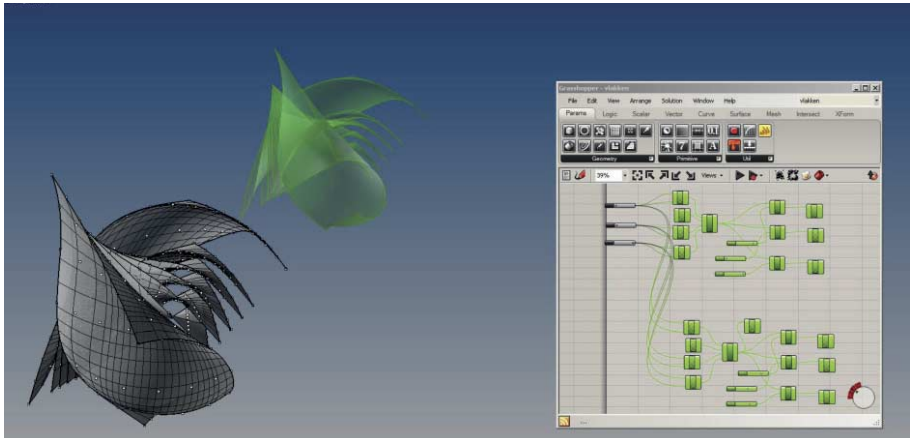 Grasshopper - vlakken
File Edit View Arrange Solution Window Help vlakken
Params Logic Scalar Vector Curve Surface Mesh Intersect XForm
Geometry Primitive Util
39% Views